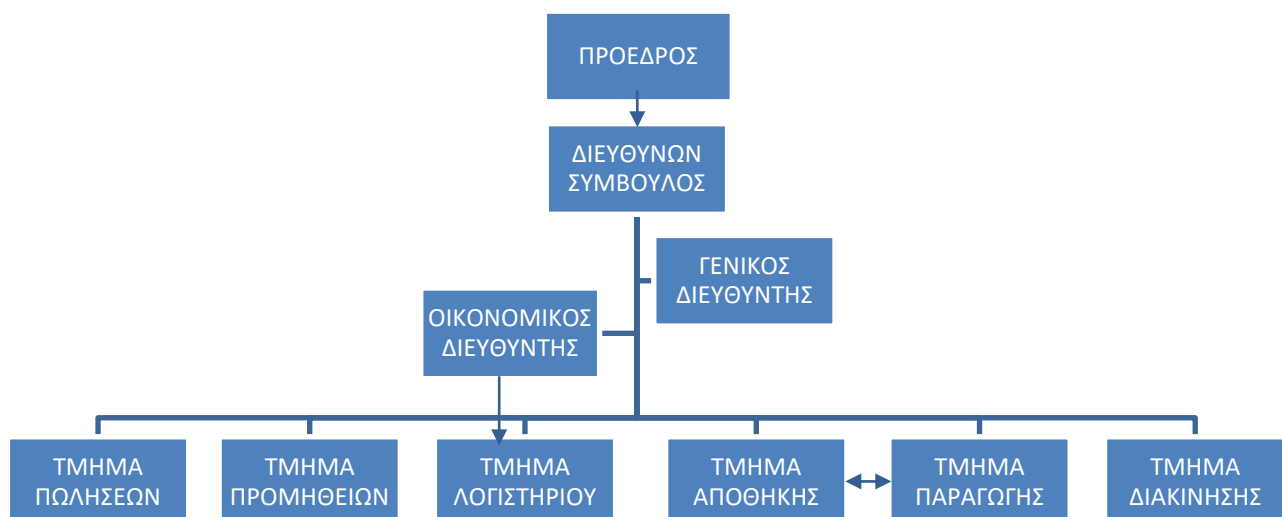 ΠΡΟΕΔΡΟΣ
ΔΙΕΥΘΥΝΩΝ
ΣΥΜΒΟΥΛΟΣ
ΓΕΝΙΚΟΣ
ΔΙΕΥΘΥΝΤΗΣ
ΟΙΚΟΝΟΜΙΚΟΣ
ΔΙΕΥΘΥΝΤΗΣ
ΤΜΗΜΑ
ΠΩΛΗΣΕΩΝ
ΤΜΗΜΑ
ΠΡΟΜΗΘΕΙΩΝ
ΤΜΗΜΑ
ΛΟΓΙΣΤΗΡΙΟΥ
ΤΜΗΜΑ
ΑΠΟΘΗΚΗΣ
ΤΜΗΜΑ
ΠΑΡΑΓΩΓΗΣ
ΤΜΗΜΑ
ΔΙΑΚΙΝΗΣΗΣ